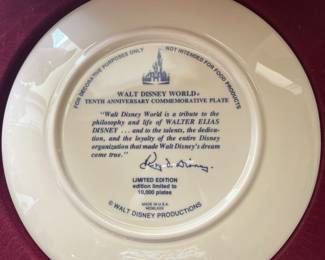 FOR DECORATIVE PURPOSES ONLY
NOT INTENDED FOR FOOD PRODUCTS
WALT DISNEY WORLD®
TENTH ANNIVERSARY COMMEMORATIVE PLATE
"Walt Disney World is a tribute to the
philosophy and life of WALTER ELIAS
DISNEY . . . and to the talents, the dedica-
tion, and the loyalty of the entire Disney
organization that made Walt Disney's dream
come true."
Roy O. Disney
LIMITED EDITION
edition limited to
10,000 plates
MADE IN U.S.A.
© WALT DISNEY PRODUCTIONS